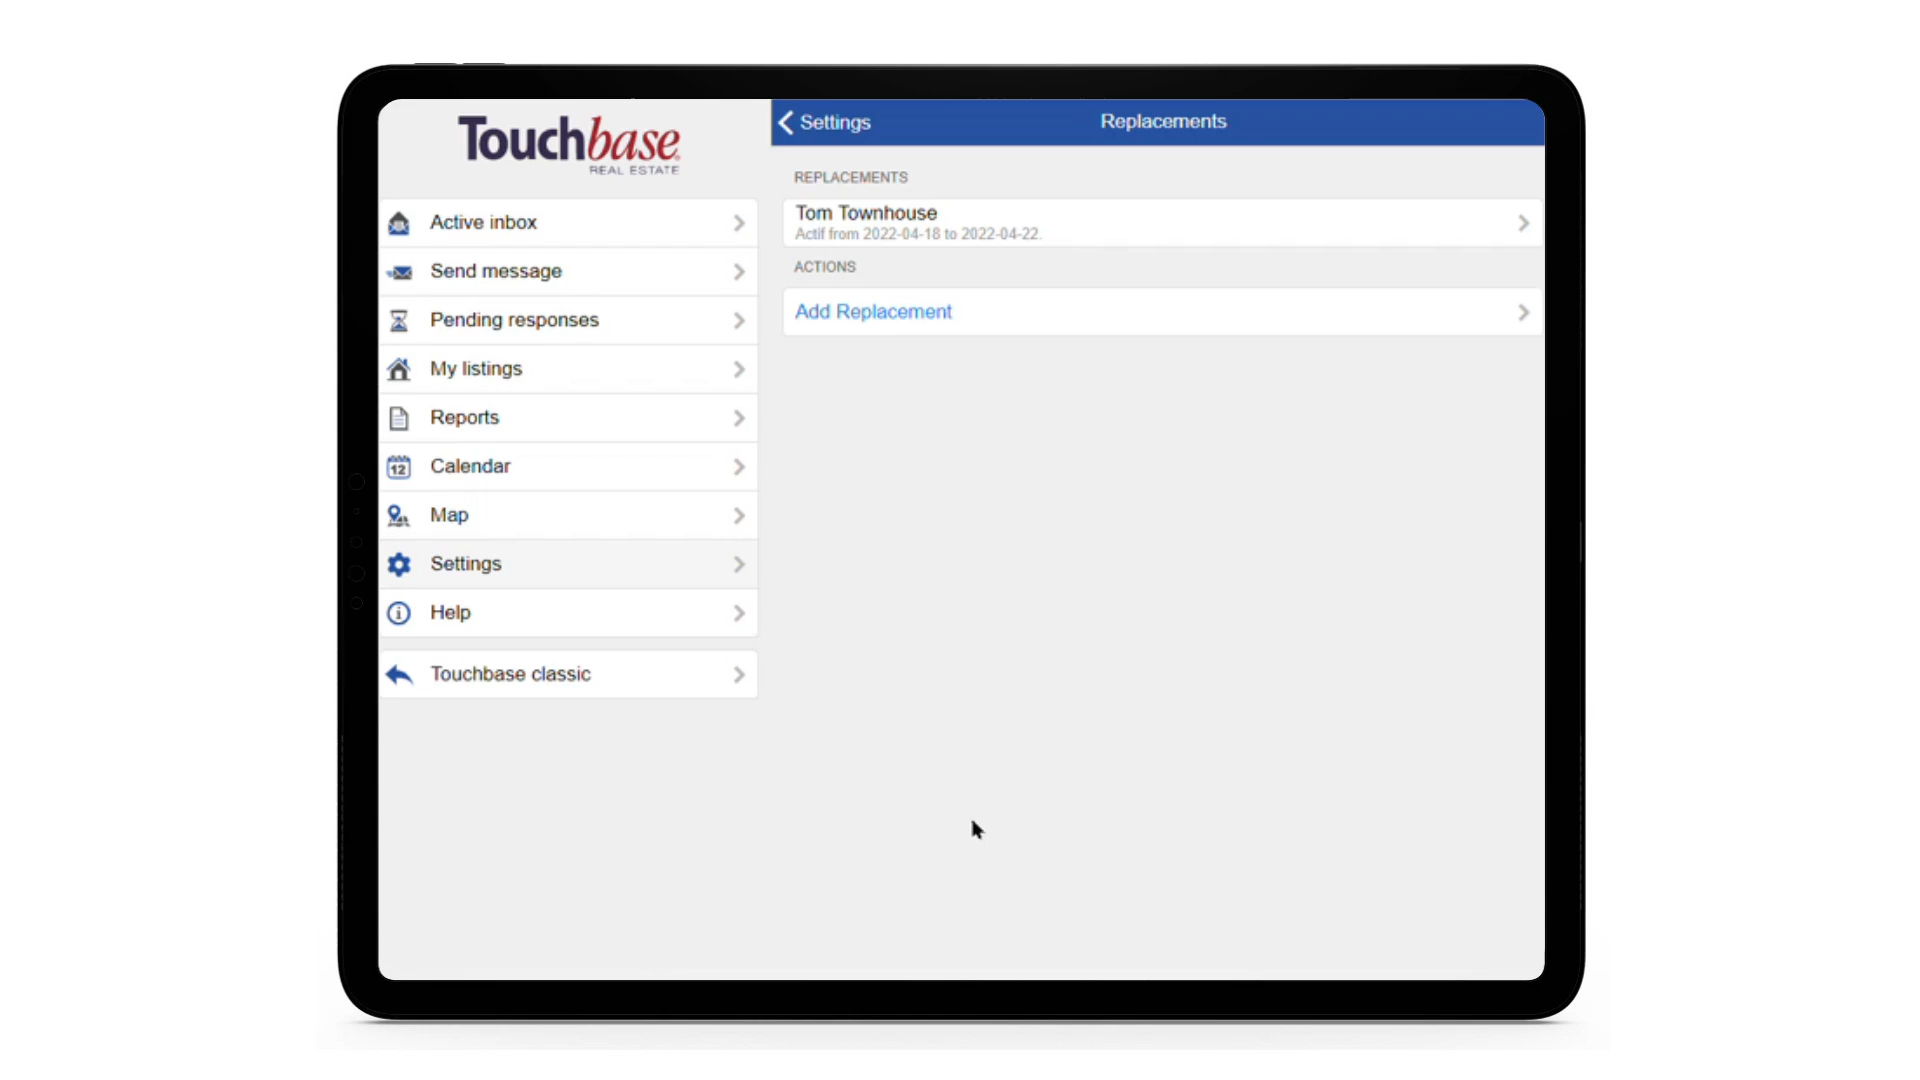 Touchbase
REAL ESTATE
Active inbox
Send message
Pending responses
My listings
Reports
12
Calendar
Map
Settings
Help
Touchbase classic
Settings
Replacements
REPLACEMENTS
Tom Townhouse
Actif from 2022-04-18 to 2022-04-22.
ACTIONS
Add Replacement